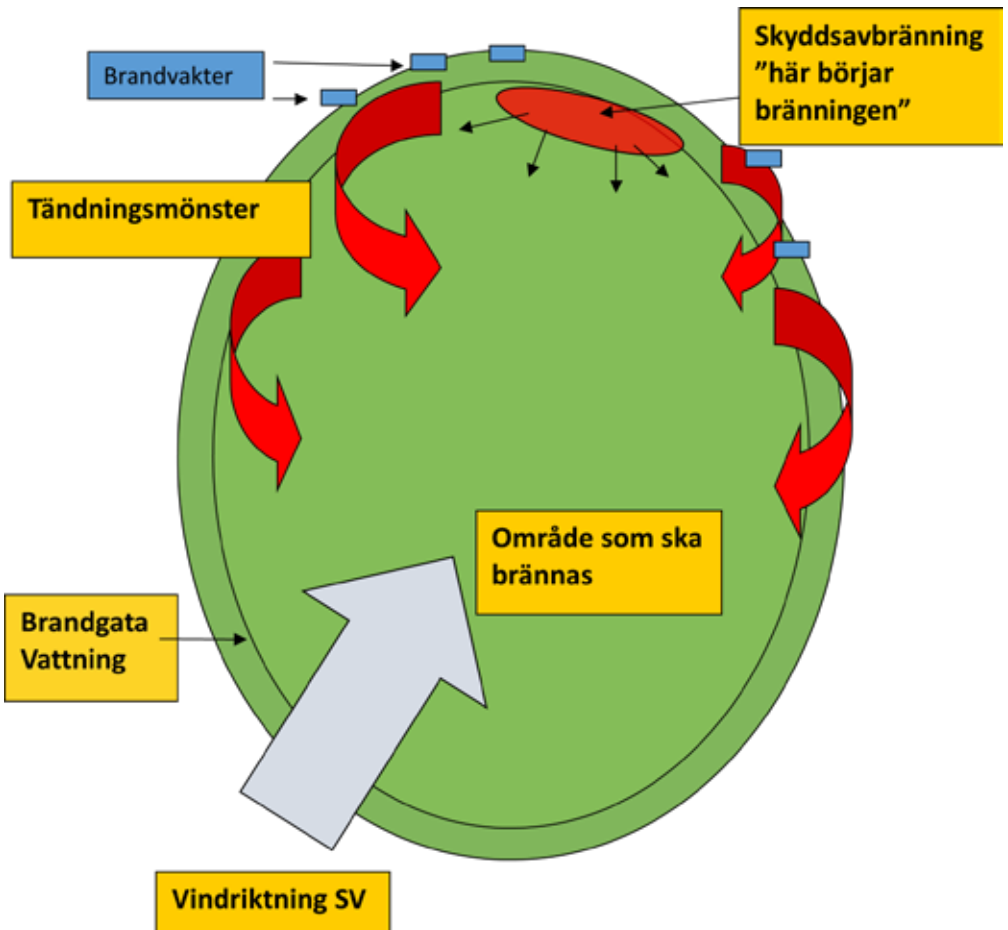 Brandvakter
Skyddsavbränning
”här börjar
bränningen”
Tändningsmönster
Område som ska
brännas
Brandgata
Vattning
Vindriktning SV